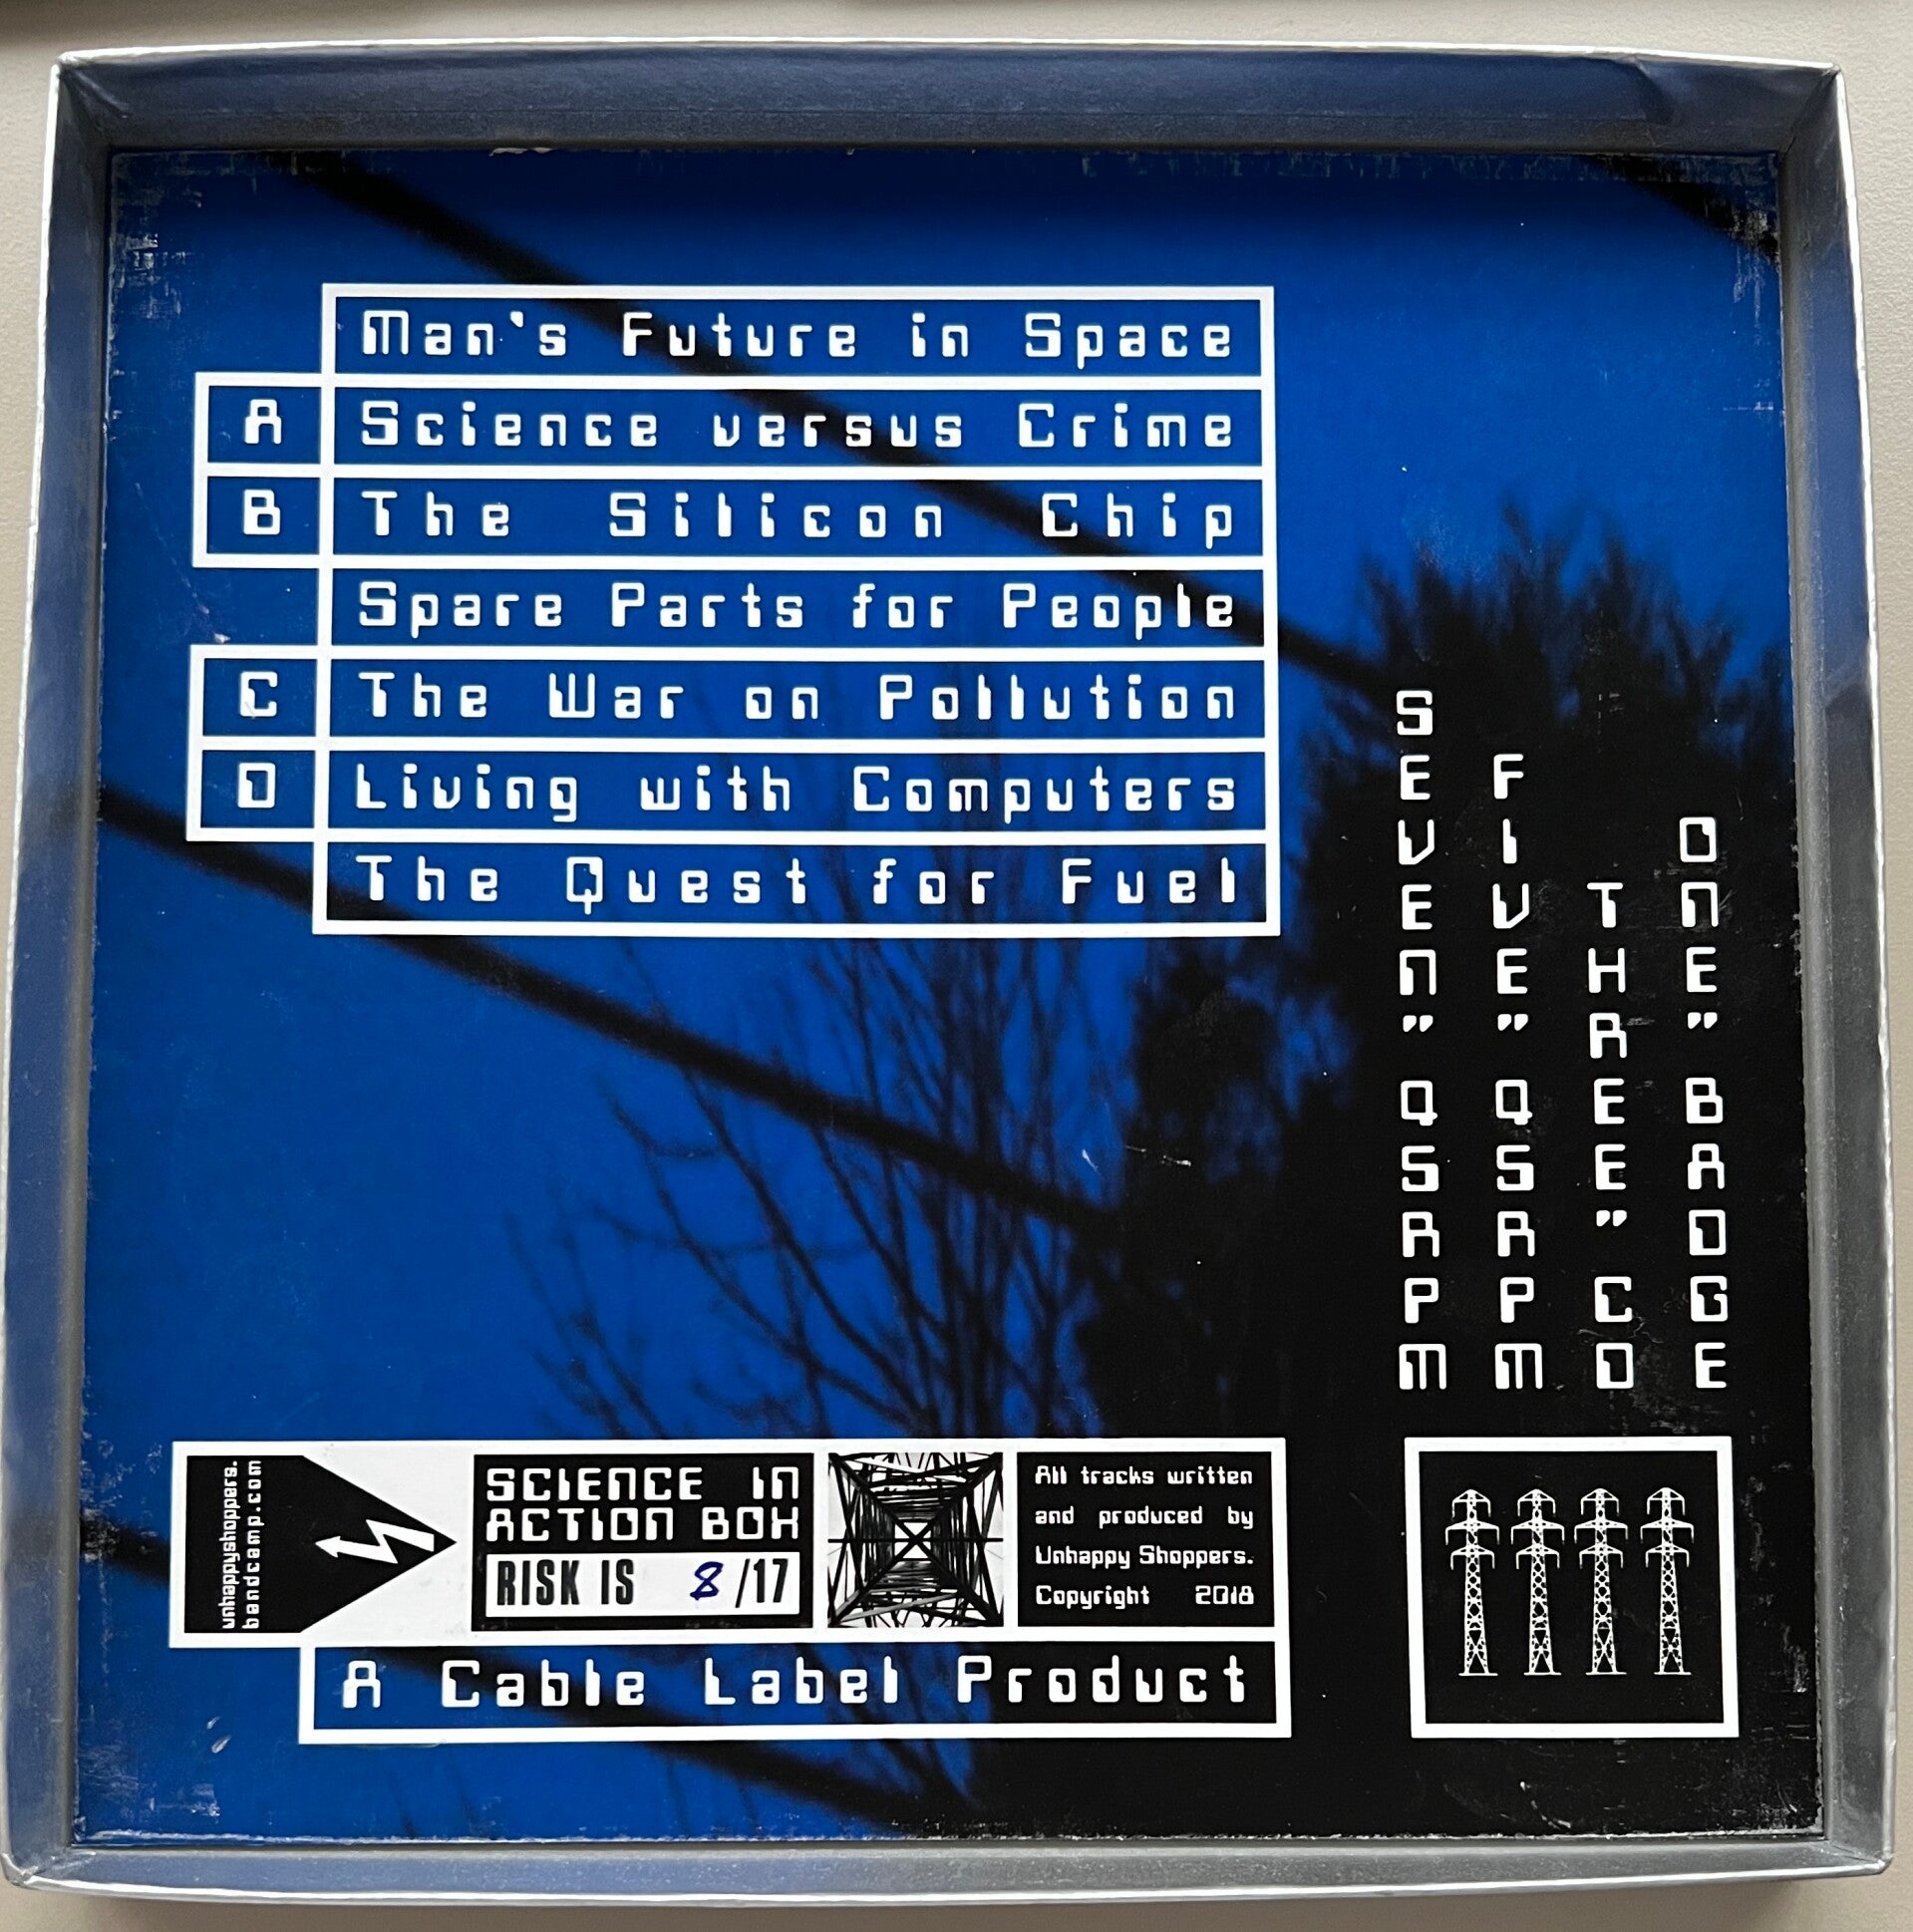 Man's Future in Space
A Science versus Crime
B The Silicon Chip
Spare Parts for People
C The War on Pollution
D Living with Computers
The Quest for Fuel
SEVEN" 45RPM
FIVE" 45RPM
THREE" CD
ONE" BADGE
unhappyshoppers.
bandcamp.com
SCIENCE IN
ACTION BOX
RISK IS 8/17
All tracks written
and produced by
Unhappy Shoppers.
Copyright 2018
A Cable Label Product